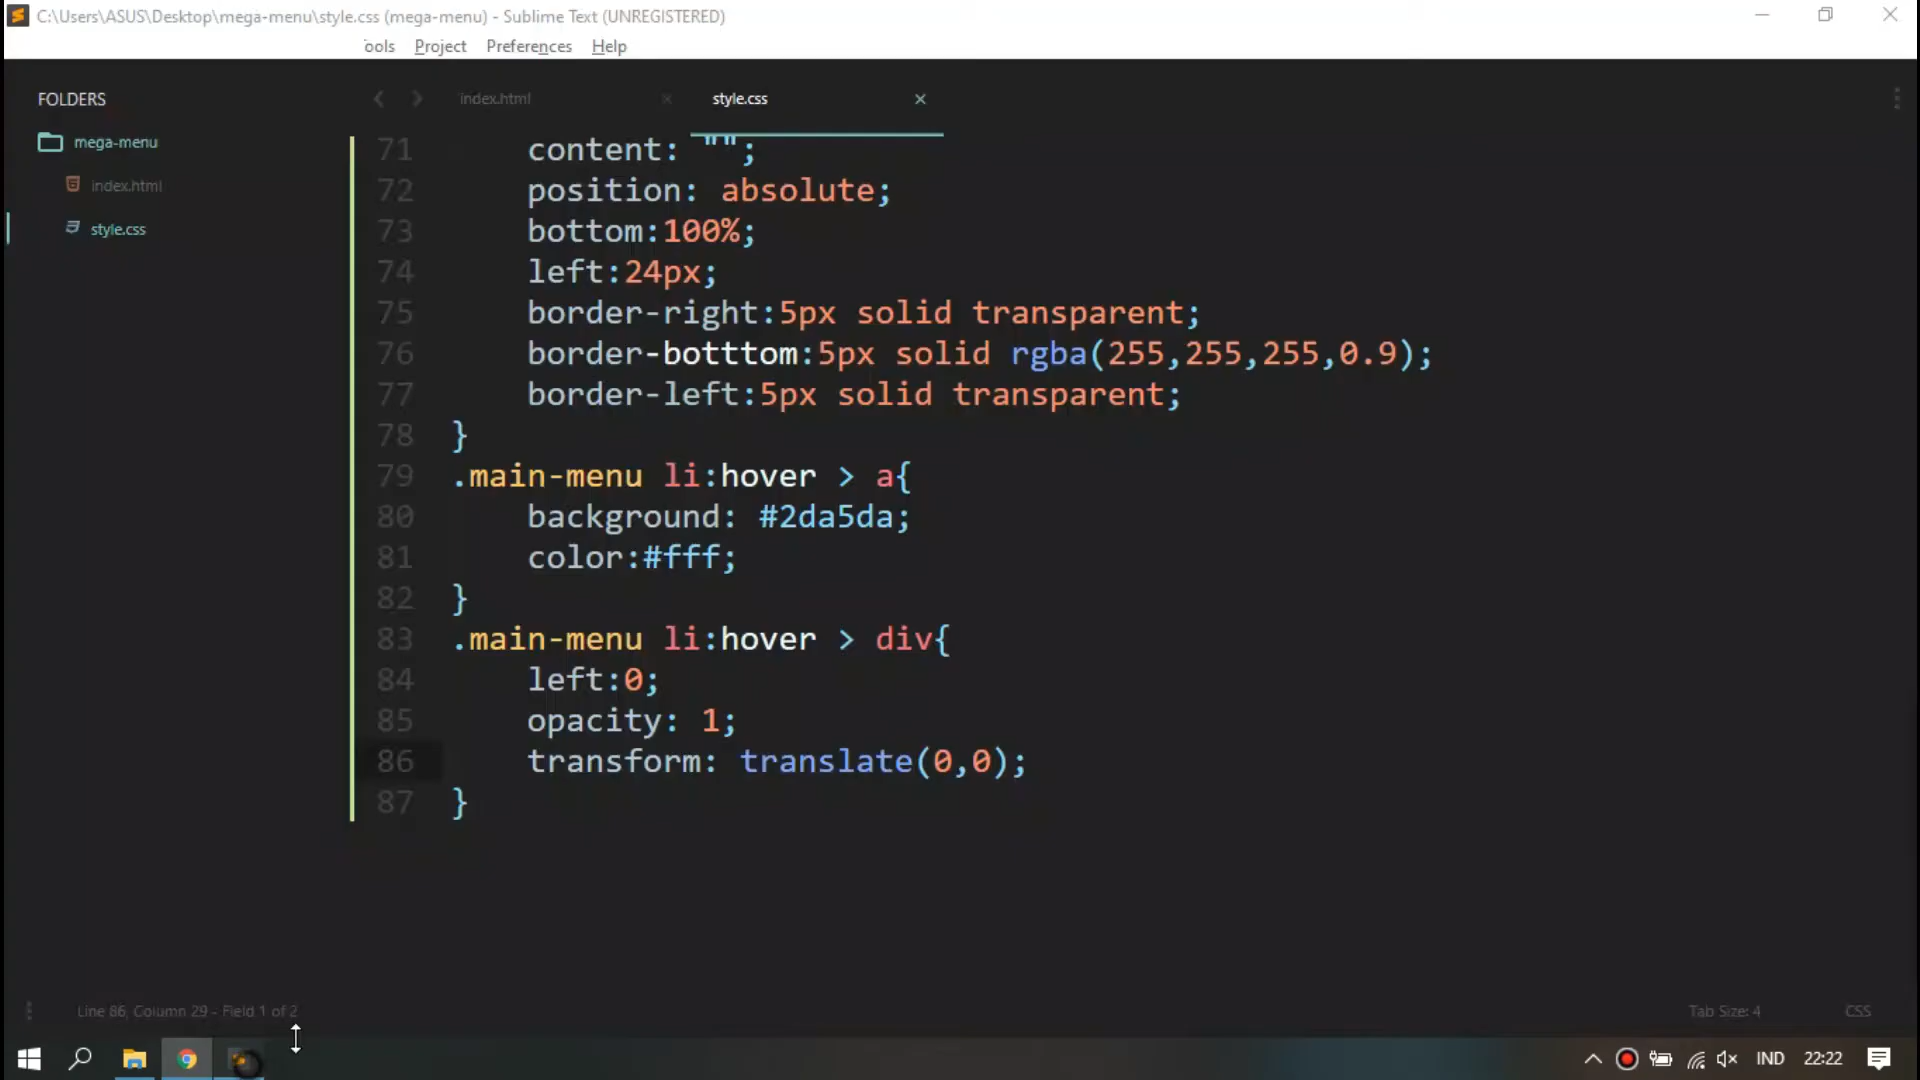 C:\Users\ASUS\Desktop\mega-menu\style.css (mega-menu) - Sublime Text (UNREGISTERED)
ools Project Preferences Help
FOLDERS
mega-menu
index.html
style.css
index.html
style.css
71 content: "";
72 position: absolute;
73 bottom:100%;
74 left:24px;
75 border-right:5px solid transparent;
76 border-botttom:5px solid rgba(255,255,255,0.9);
77 border-left:5px solid transparent;
78 }
79 .main-menu li:hover > a{
80 background: #2da5da;
81 color:#fff;
82 }
83 .main-menu li:hover > div{
84 left:0;
85 opacity: 1;
86 transform: translate(0,0);
87 }
Line 86, Column 29 - Field 1 of 2
Tab Size: 4
CSS
IND
22:22